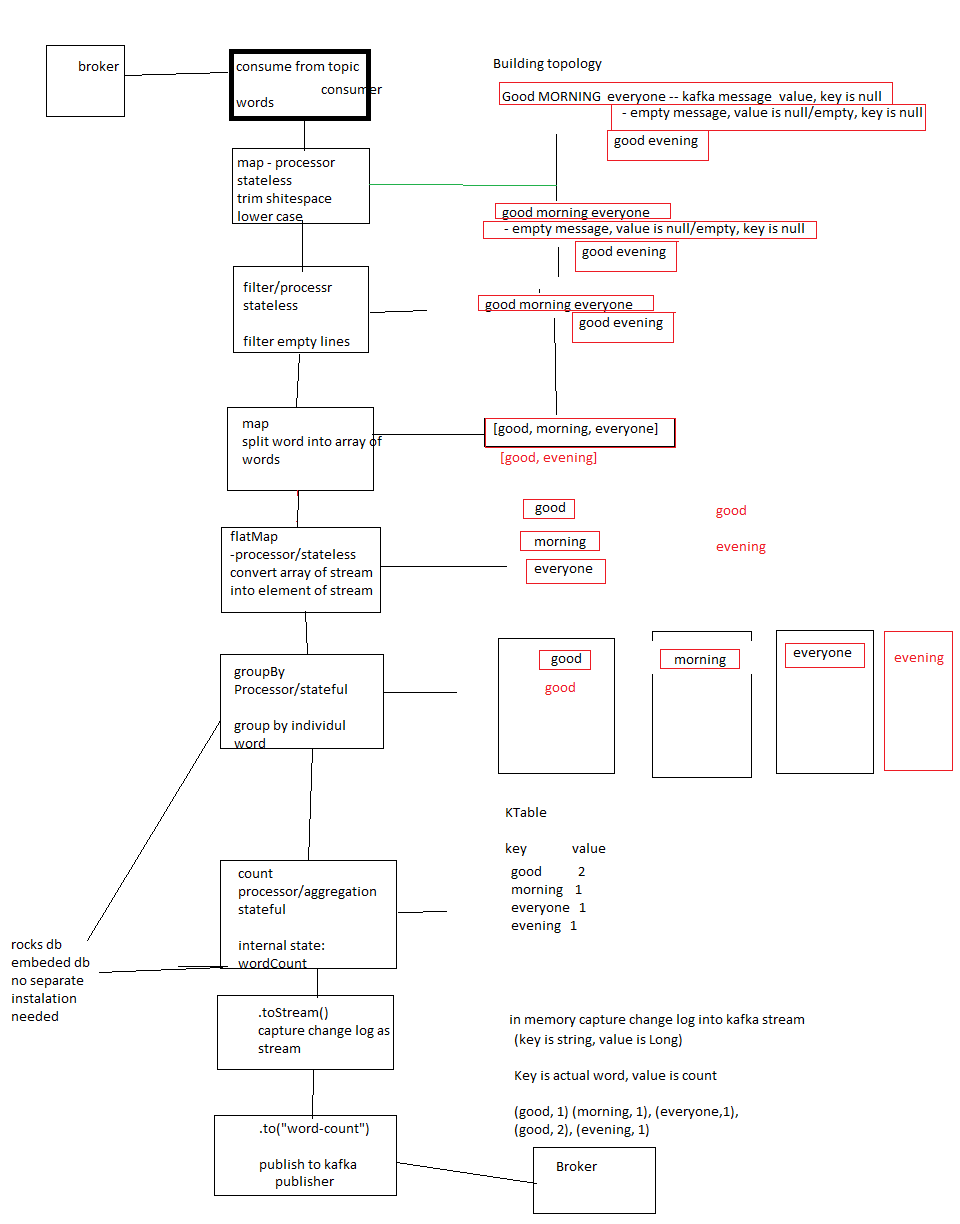 broker
consume from topic
consumer
words
Building topology
Good MORNING everyone -- kafka message value, key is null
- empty message, value is null/empty, key is null
good evening
map - processor
stateless
trim shitespace
lower case
good morning everyone
- empty message, value is null/empty, key is null
good evening
filter/processr
stateless
filter empty lines
good morning everyone
good evening
map
split word into array of
words
[good, morning, everyone]
[good, evening]
flatMap
-processor/stateless
convert array of stream
into element of stream
good
morning
everyone
good
evening
groupBy
Processor/stateful
group by individul
word
good
good
morning
everyone
evening
KTable
key value
good 2
morning 1
everyone 1
evening 1
count
processor/aggregation
stateful
internal state:
wordCount
rocks db
embeded db
no separate
instalation
needed
.toStream()
capture change log as
stream
in memory capture change log into kafka stream
(key is string, value is Long)
Key is actual word, value is count
(good, 1) (morning, 1), (everyone,1),
(good, 2), (evening, 1)
.to("word-count")
publish to kafka
publisher
Broker